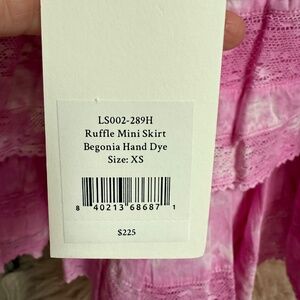 LS002-289H
Ruffle Mini Skirt
Begonia Hand Dye
Size: XS
8 40213 68687 1
$225